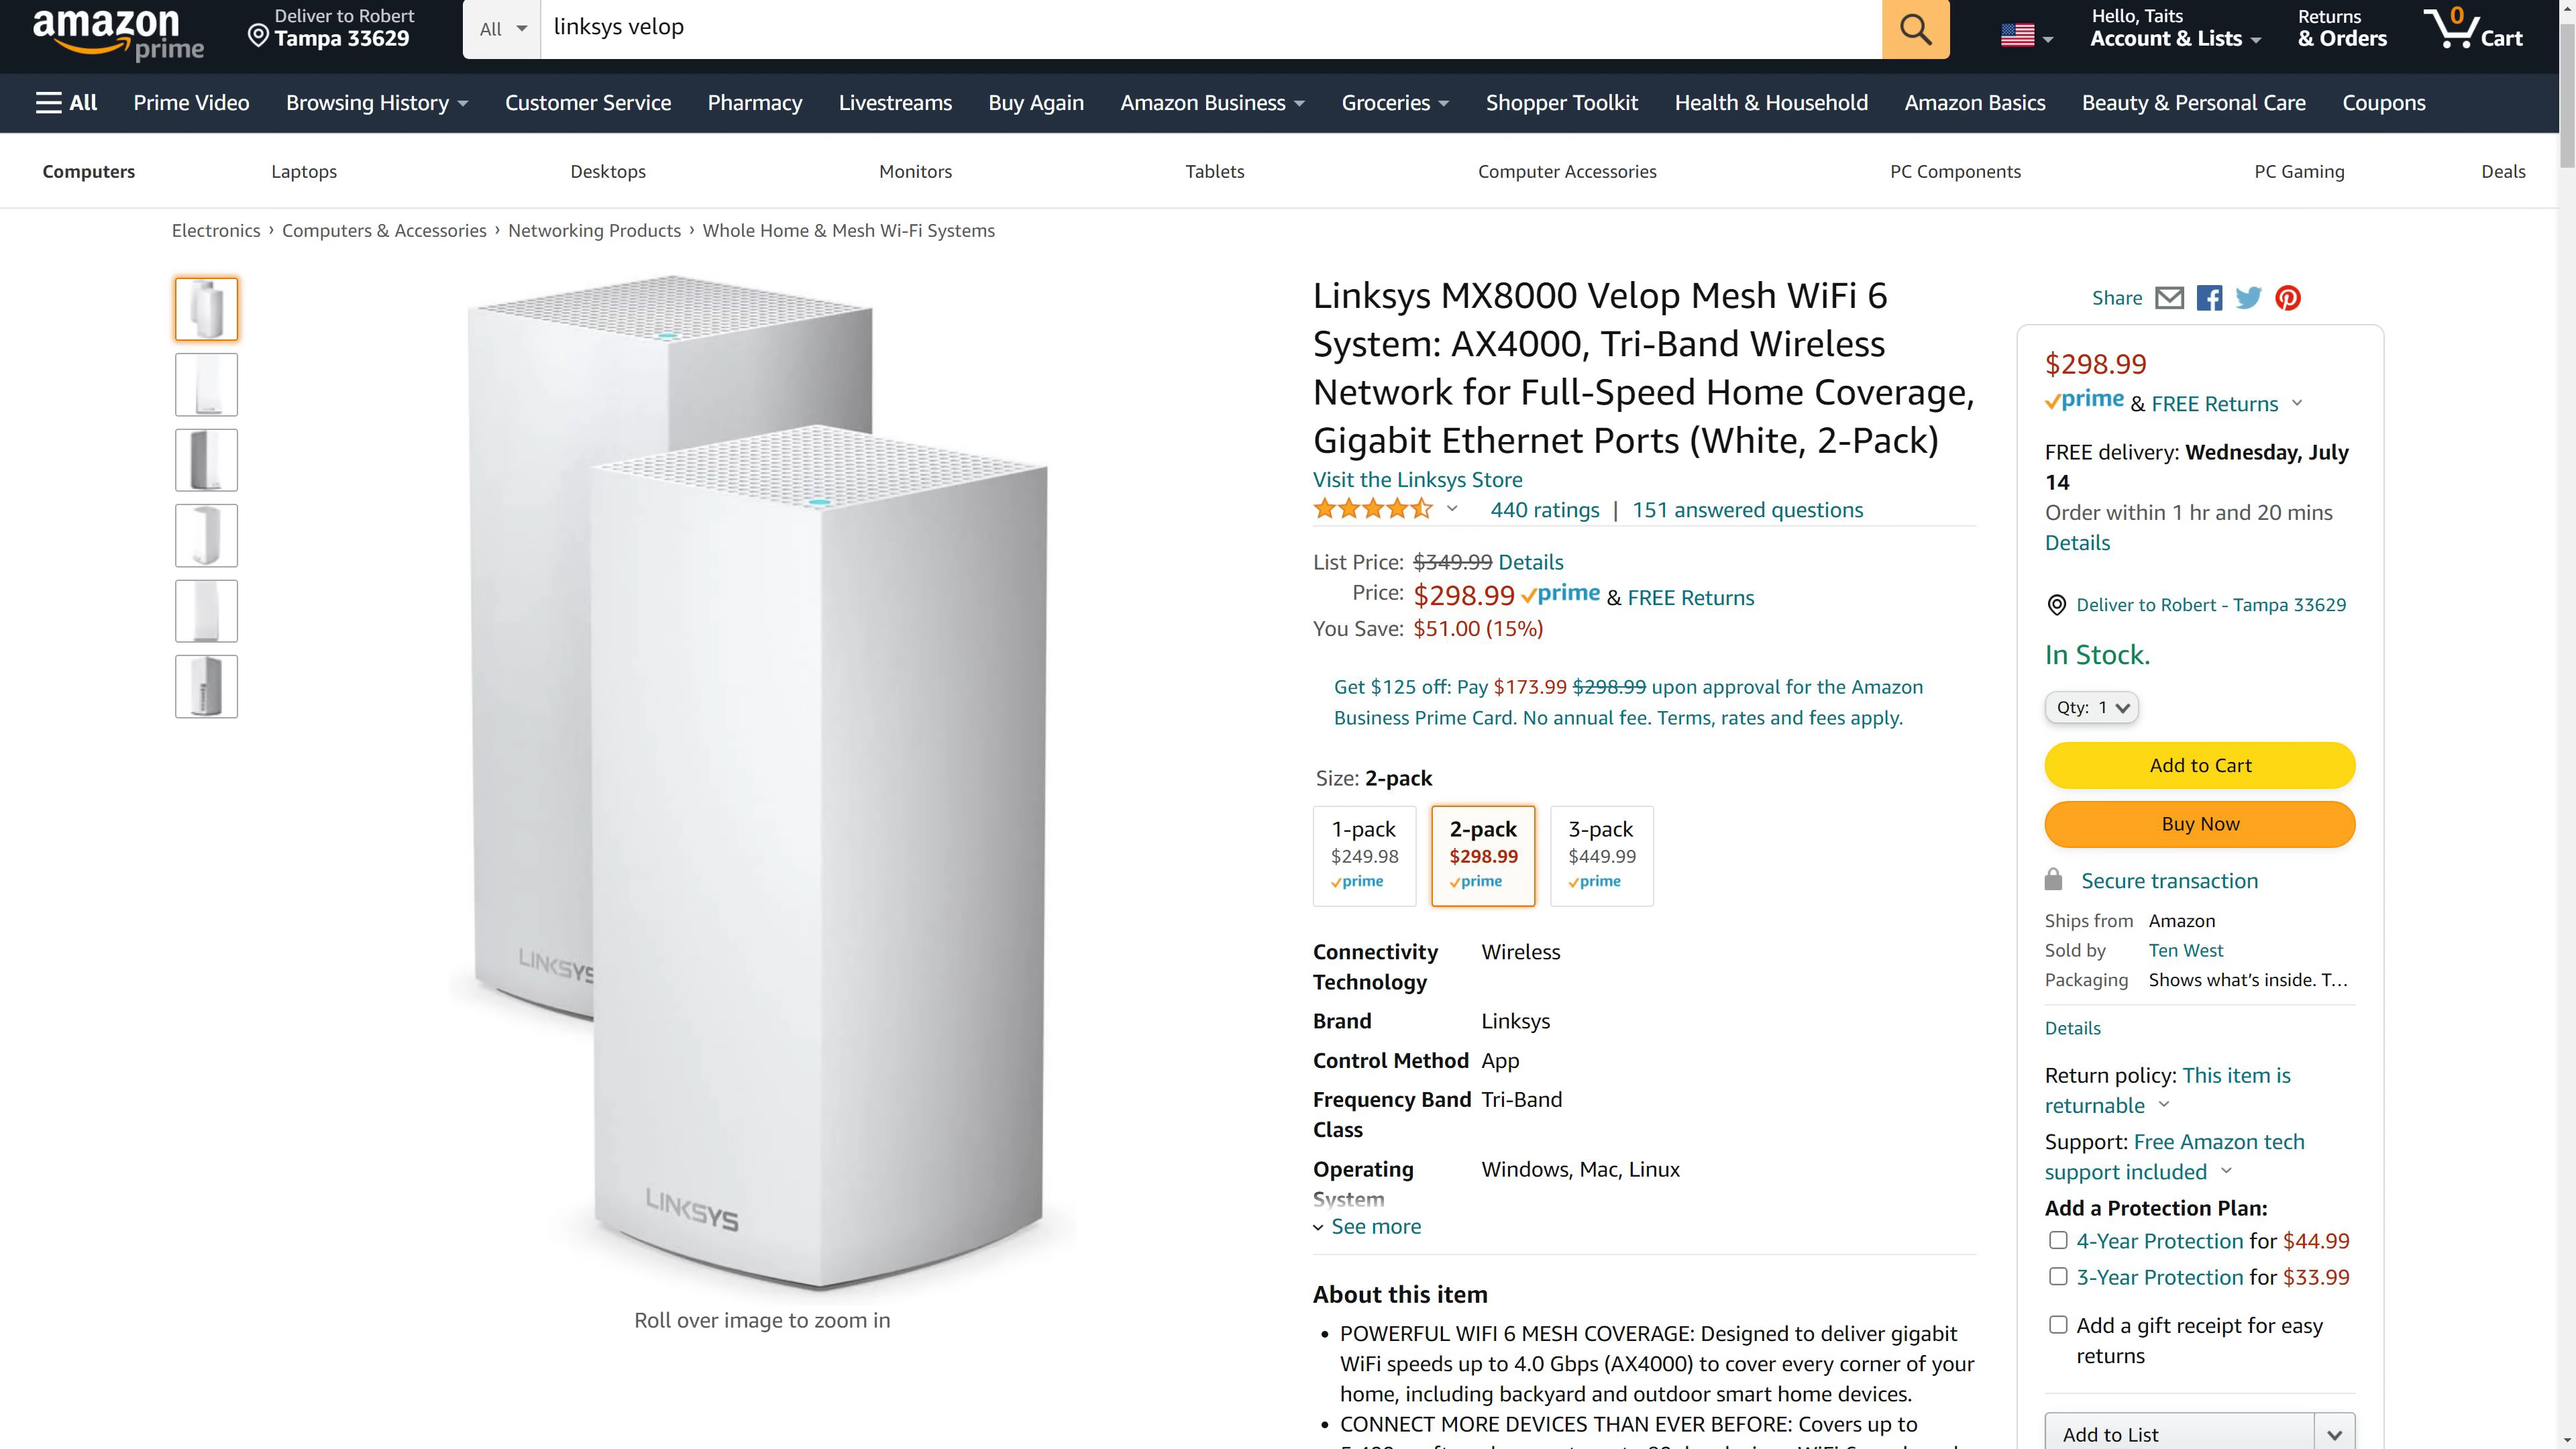 amazon
prime
Deliver to Robert
Tampa 33629
All
linksys velop
Hello, Taits
Account & Lists
Returns
& Orders
0
Cart
All
Prime Video
Browsing History
Customer Service
Pharmacy
Livestreams
Buy Again
Amazon Business
Groceries
Shopper Toolkit
Health & Household
Amazon Basics
Beauty & Personal Care
Coupons
Computers
Laptops
Desktops
Monitors
Tablets
Computer Accessories
PC Components
PC Gaming
Deals
Electronics › Computers & Accessories › Networking Products › Whole Home & Mesh Wi-Fi Systems
LINKSYS
LINKSYS
Roll over image to zoom in
Linksys MX8000 Velop Mesh WiFi 6
System: AX4000, Tri-Band Wireless
Network for Full-Speed Home Coverage,
Gigabit Ethernet Ports (White, 2-Pack)
Visit the Linksys Store
440 ratings | 151 answered questions
List Price: $349.99 Details
Price: $298.99 prime & FREE Returns
You Save: $51.00 (15%)
Get $125 off: Pay $173.99 $298.99 upon approval for the Amazon
Business Prime Card. No annual fee. Terms, rates and fees apply.
Size: 2-pack
1-pack
$249.98
prime
2-pack
$298.99
prime
3-pack
$449.99
prime
Connectivity Wireless
Technology
Brand Linksys
Control Method App
Frequency Band Tri-Band
Class
Operating Windows, Mac, Linux
System
See more
About this item
• POWERFUL WIFI 6 MESH COVERAGE: Designed to deliver gigabit
WiFi speeds up to 4.0 Gbps (AX4000) to cover every corner of your
home, including backyard and outdoor smart home devices.
• CONNECT MORE DEVICES THAN EVER BEFORE: Covers up to
Share
$298.99
prime & FREE Returns
FREE delivery: Wednesday, July
14
Order within 1 hr and 20 mins
Details
Deliver to Robert - Tampa 33629
In Stock.
Qty: 1
Add to Cart
Buy Now
Secure transaction
Ships from Amazon
Sold by Ten West
Packaging Shows what's inside. T...
Details
Return policy: This item is
returnable
Support: Free Amazon tech
support included
Add a Protection Plan:
4-Year Protection for $44.99
3-Year Protection for $33.99
Add a gift receipt for easy
returns
Add to List